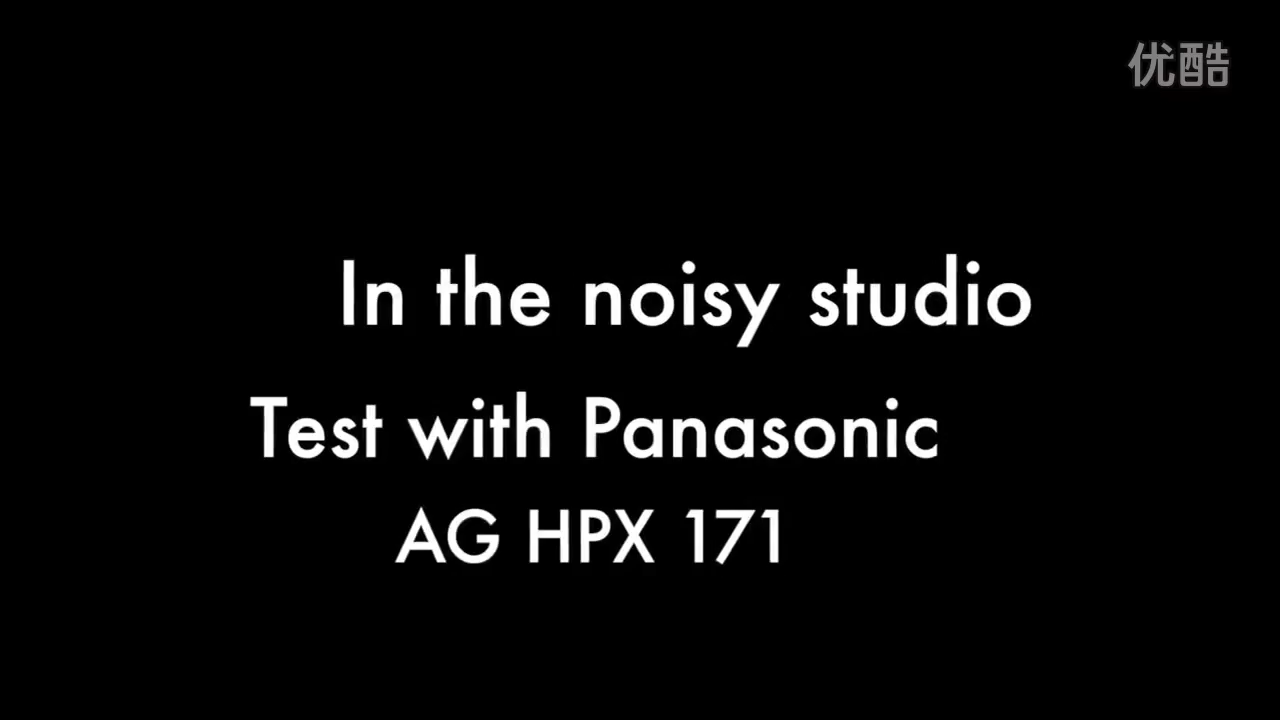 优酷
In the noisy studio
Test with Panasonic
AG HPX 171